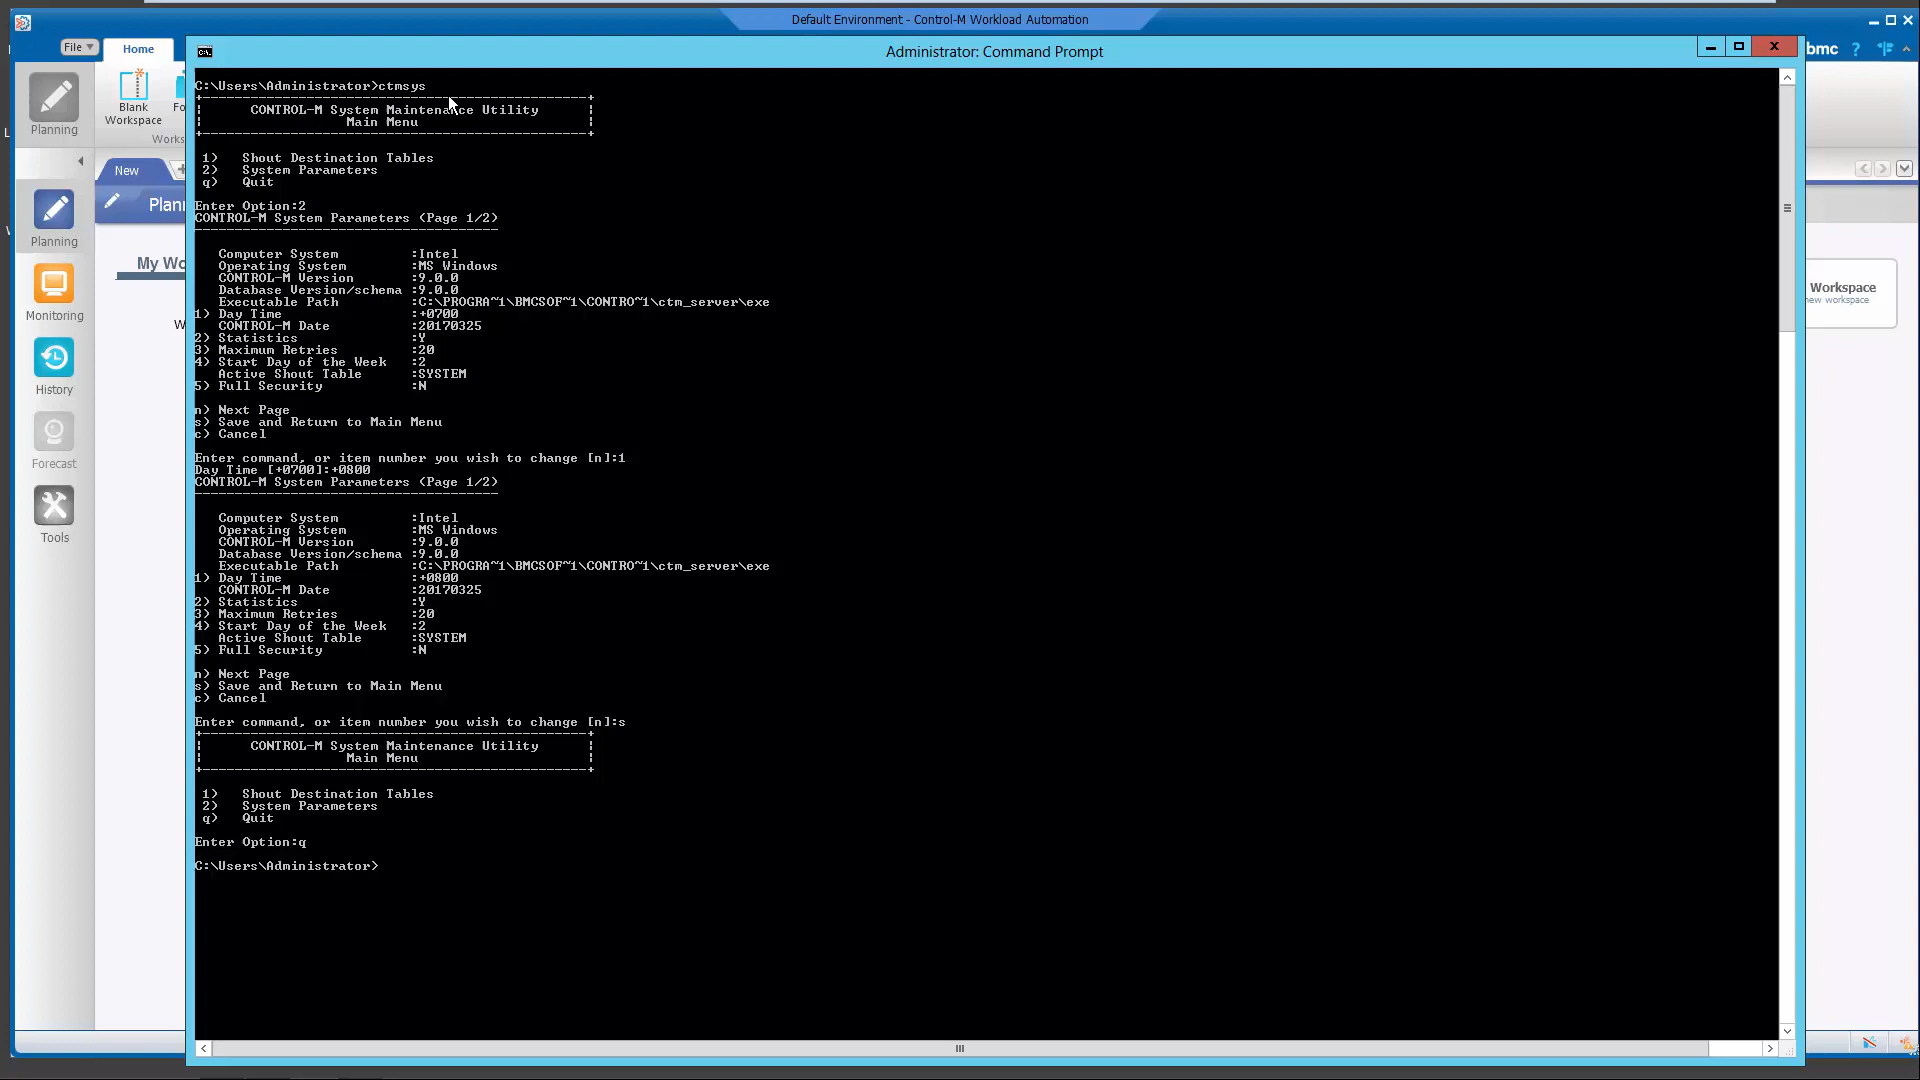 Default Environment - Control-M Workload Automation
File
Home
Administrator: Command Prompt
bmc
?
Planning
Blank
Workspace
Fo
Works
New
Planning
Monitoring
History
Forecast
Tools
Plann
My Wo
W
Workspace
new workspace
C:\Users\Administrator>ctmsys
CONTROL-M System Maintenance Utility
Main Menu
1) Shout Destination Tables
2) System Parameters
q) Quit
Enter Option:2
CONTROL-M System Parameters (Page 1/2)
Computer System :Intel
Operating System :MS Windows
CONTROL-M Version :9.0.0
Database Version/schema :9.0.0
Executable Path :C:\PROGRA~1\BMCSOF~1\CONTRO~1\ctm_server\exe
1) Day Time :+0700
CONTROL-M Date :20170325
2) Statistics :Y
3) Maximum Retries :20
4) Start Day of the Week :2
Active Shout Table :SYSTEM
5) Full Security :N
n) Next Page
s) Save and Return to Main Menu
c) Cancel
Enter command, or item number you wish to change [n]:1
Day Time [+0700]:+0800
CONTROL-M System Parameters (Page 1/2)
Computer System :Intel
Operating System :MS Windows
CONTROL-M Version :9.0.0
Database Version/schema :9.0.0
Executable Path :C:\PROGRA~1\BMCSOF~1\CONTRO~1\ctm_server\exe
1) Day Time :+0800
CONTROL-M Date :20170325
2) Statistics :Y
3) Maximum Retries :20
4) Start Day of the Week :2
Active Shout Table :SYSTEM
5) Full Security :N
n) Next Page
s) Save and Return to Main Menu
c) Cancel
Enter command, or item number you wish to change [n]:s
CONTROL-M System Maintenance Utility
Main Menu
1) Shout Destination Tables
2) System Parameters
q) Quit
Enter Option:q
C:\Users\Administrator>